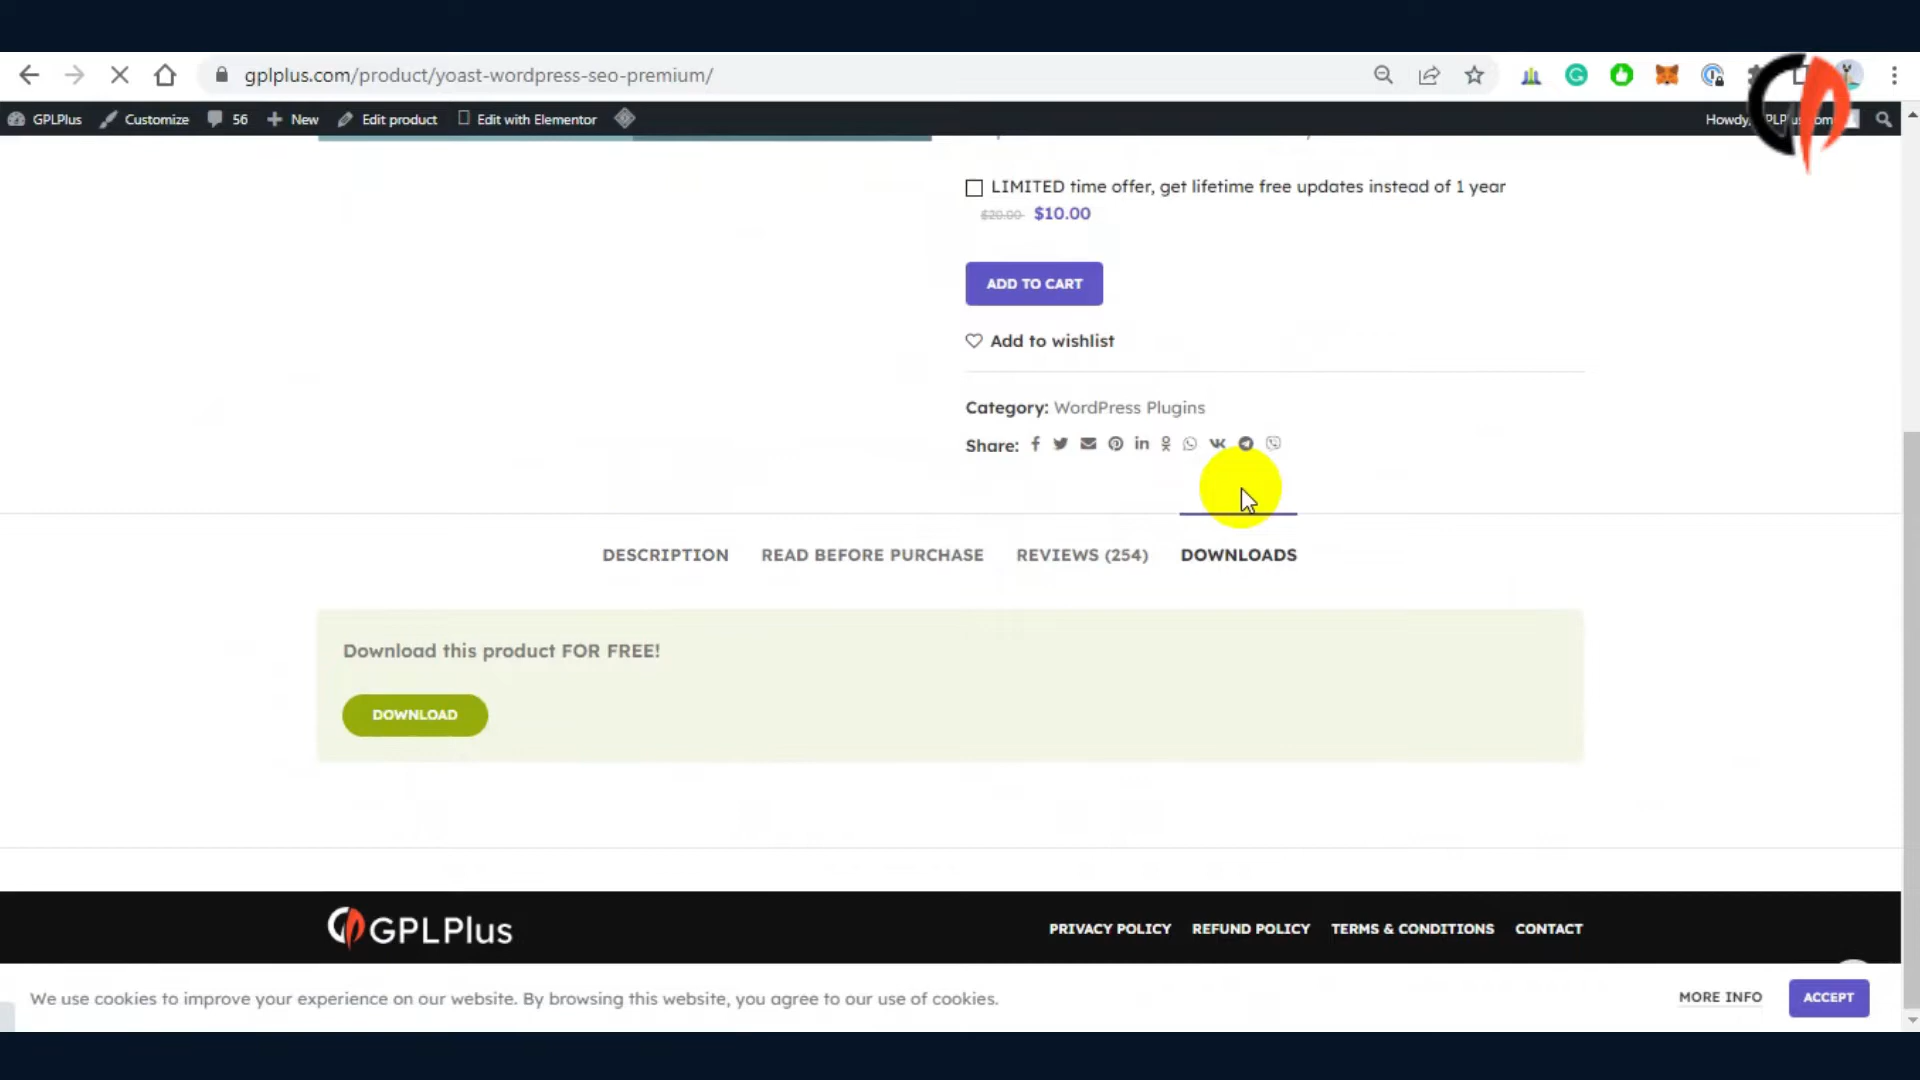 gplplus.com/product/yoast-wordpress-seo-premium/
GPLPlus Customize 56 New Edit product Edit with Elementor Howdy,
LIMITED time offer, get lifetime free updates instead of 1 year
$20.00 $10.00
ADD TO CART
Add to wishlist
Category: WordPress Plugins
Share:
DESCRIPTION READ BEFORE PURCHASE REVIEWS (254) DOWNLOADS
Download this product FOR FREE!
DOWNLOAD
GPLPlus PRIVACY POLICY REFUND POLICY TERMS & CONDITIONS CONTACT
We use cookies to improve your experience on our website. By browsing this website, you agree to our use of cookies. MORE INFO ACCEPT